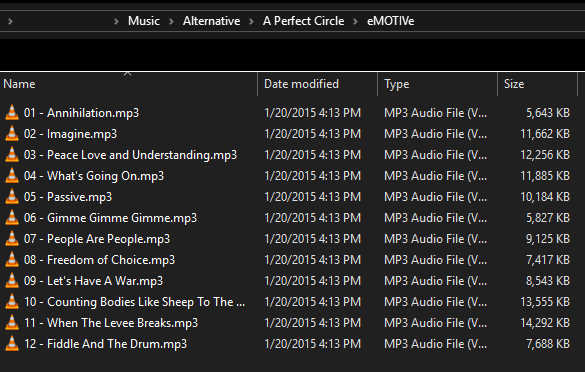 > > Music > Alternative > A Perfect Circle > eMOTIVe
Name Date modified Type Size
01 - Annihilation.mp3 1/20/2015 4:13 PM MP3 Audio File (V... 5,643 KB
02 - Imagine.mp3 1/20/2015 4:13 PM MP3 Audio File (V... 11,662 KB
03 - Peace Love and Understanding.mp3 1/20/2015 4:13 PM MP3 Audio File (V... 12,256 KB
04 - What's Going On.mp3 1/20/2015 4:13 PM MP3 Audio File (V... 11,885 KB
05 - Passive.mp3 1/20/2015 4:13 PM MP3 Audio File (V... 10,184 KB
06 - Gimme Gimme Gimme.mp3 1/20/2015 4:13 PM MP3 Audio File (V... 5,827 KB
07 - People Are People.mp3 1/20/2015 4:13 PM MP3 Audio File (V... 9,125 KB
08 - Freedom of Choice.mp3 1/20/2015 4:13 PM MP3 Audio File (V... 7,417 KB
09 - Let's Have A War.mp3 1/20/2015 4:13 PM MP3 Audio File (V... 8,543 KB
10 - Counting Bodies Like Sheep To The ... 1/20/2015 4:13 PM MP3 Audio File (V... 13,555 KB
11 - When The Levee Breaks.mp3 1/20/2015 4:13 PM MP3 Audio File (V... 14,292 KB
12 - Fiddle And The Drum.mp3 1/20/2015 4:13 PM MP3 Audio File (V... 7,688 KB